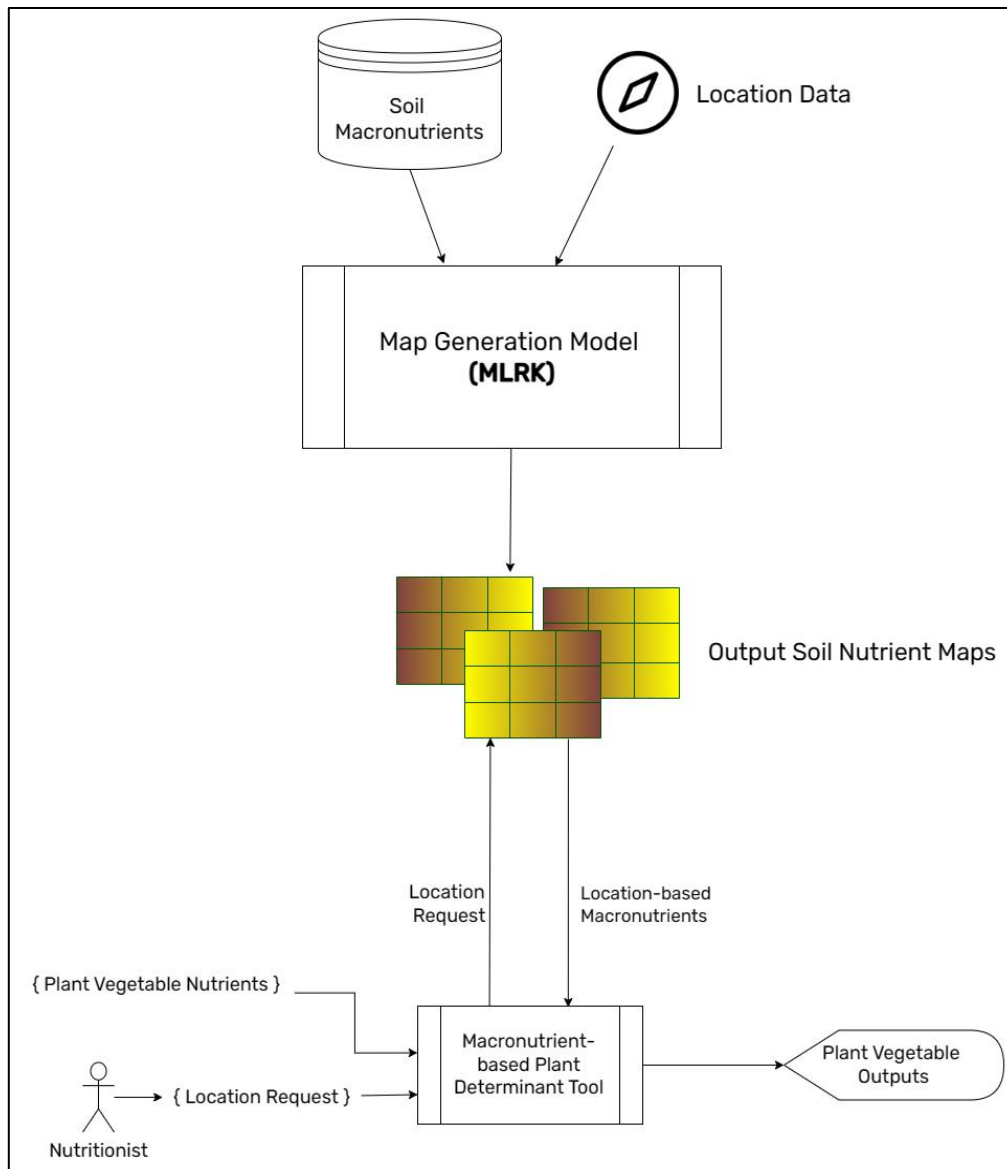 Soil
Macronutrients
Location Data
Map Generation Model
(MLRK)
Output Soil Nutrient Maps
Location
Request
Location-based
Macronutrients
{ Plant Vegetable Nutrients }
Macronutrient-
based Plant
Determinant Tool
Plant Vegetable
Outputs
{ Location Request }
Nutritionist